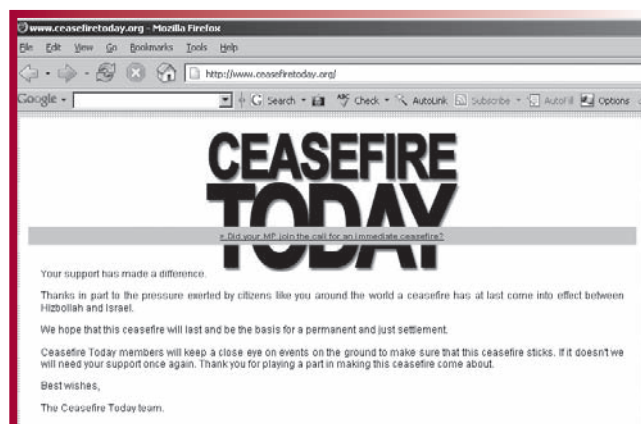 www.ceasefiretoday.org - Mozilla Firefox
File Edit View Go Bookmarks Tools Help
http://www.ceasefiretoday.org/
Google Search Check AutoLink Subscribe AutoFill Options
CEASEFIRE
TODAY
» Did your MP join the call for an immediate ceasefire?
Your support has made a difference.
Thanks in part to the pressure exerted by citizens like you around the world a ceasefire has at last come into effect between
Hizbollah and Israel.
We hope that this ceasefire will last and be the basis for a permanent and just settlement.
Ceasefire Today members will keep a close eye on events on the ground to make sure that this ceasefire sticks. If it doesn't we
will need your support once again. Thank you for playing a part in making this ceasefire come about.
Best wishes,
The Ceasefire Today team.